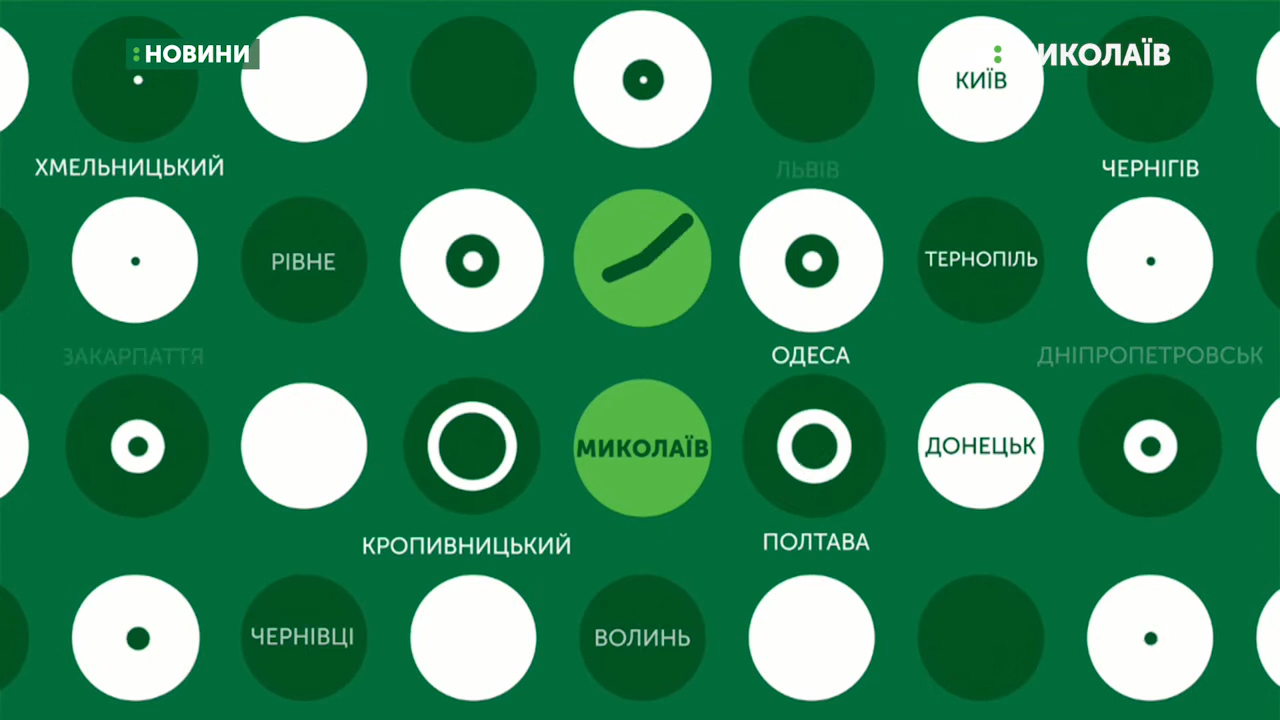 НОВИНИ
МИКОЛАЇВ
КИЇВ
ХМЕЛЬНИЦЬКИЙ
ЛЬВІВ
ЧЕРНІГІВ
РІВНЕ
ТЕРНОПІЛЬ
ЗАКАРПАТТЯ
ОДЕСА
ДНІПРОПЕТРОВСЬК
МИКОЛАЇВ
ДОНЕЦЬК
КРОПИВНИЦЬКИЙ
ПОЛТАВА
ЧЕРНІВЦІ
ВОЛИНЬ